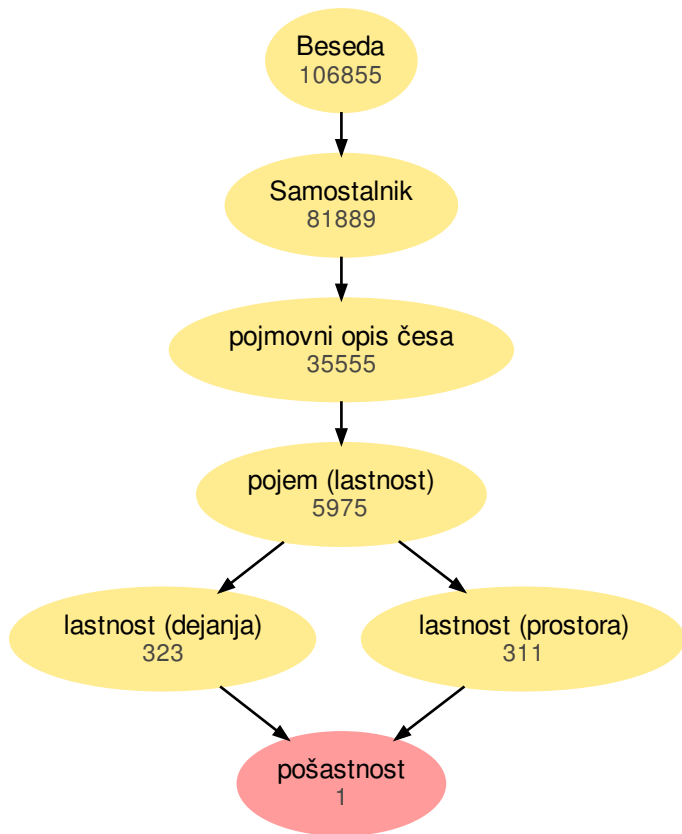 Beseda
106855
Samostalnik
81889
pojmovni opis česa
35555
pojem (lastnost)
5975
lastnost (dejanja)
323
lastnost (prostora)
311
pošastnost
1